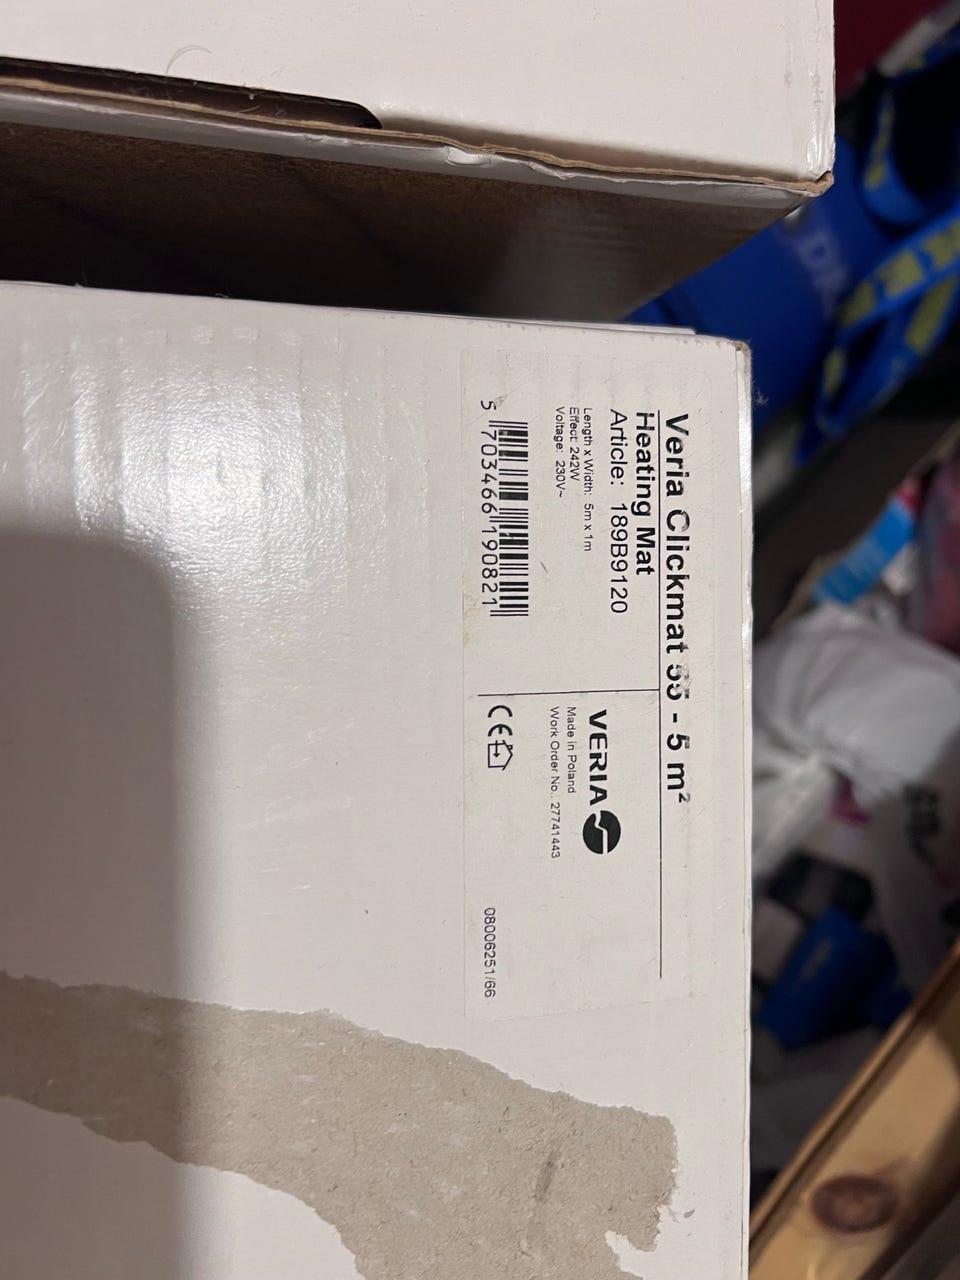 Veria Clickmat 55 - 5 m²
Heating Mat
Article: 189B9120
Length x Width: 5m x 1m
Effect: 242W
Voltage: 230V~
5 703466 190821
VERIA
Made in Poland
Work Order No.: 27741443
CE
08006251/66